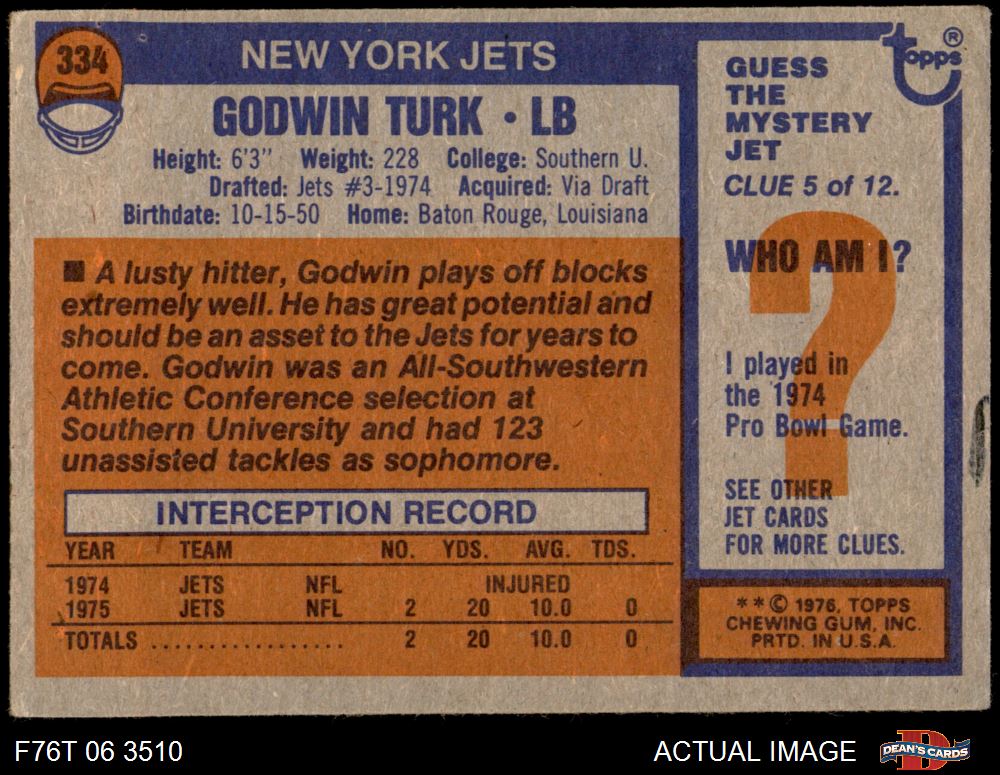 334
NEW YORK JETS
GODWIN TURK • LB
Height: 6'3" Weight: 228 College: Southern U.
Drafted: Jets #3-1974 Acquired: Via Draft
Birthdate: 10-15-50 Home: Baton Rouge, Louisiana
■ A lusty hitter, Godwin plays off blocks
extremely well. He has great potential and
should be an asset to the Jets for years to
come. Godwin was an All-Southwestern
Athletic Conference selection at
Southern University and had 123
unassisted tackles as sophomore.
INTERCEPTION RECORD
YEAR TEAM NO. YDS. AVG. TDS.
1974 JETS NFL INJURED
1975 JETS NFL 2 20 10.0 0
TOTALS ................. 2 20 10.0 0
topps ®
GUESS
THE
MYSTERY
JET
CLUE 5 of 12.
WHO AM I?
?
I played in
the 1974
Pro Bowl Game.
SEE OTHER
JET CARDS
FOR MORE CLUES.
* * © 1976, TOPPS
CHEWING GUM, INC.
PRTD. IN U.S.A.
F76T 06 3510
ACTUAL IMAGE
D
DEAN'S CARDS